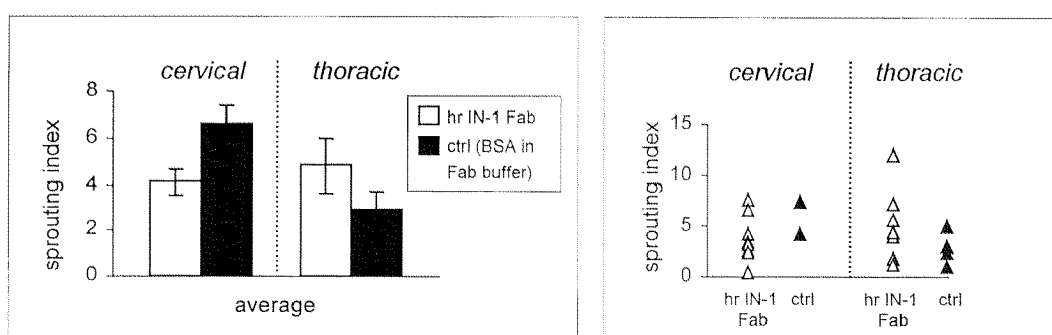 cervical thoracic
8
6
4
2
0
sprouting index
hr IN-1 Fab
ctrl (BSA in
Fab buffer)
average
cervical thoracic
15
10
5
0
sprouting index
hr IN-1 ctrl hr IN-1 ctrl
Fab Fab